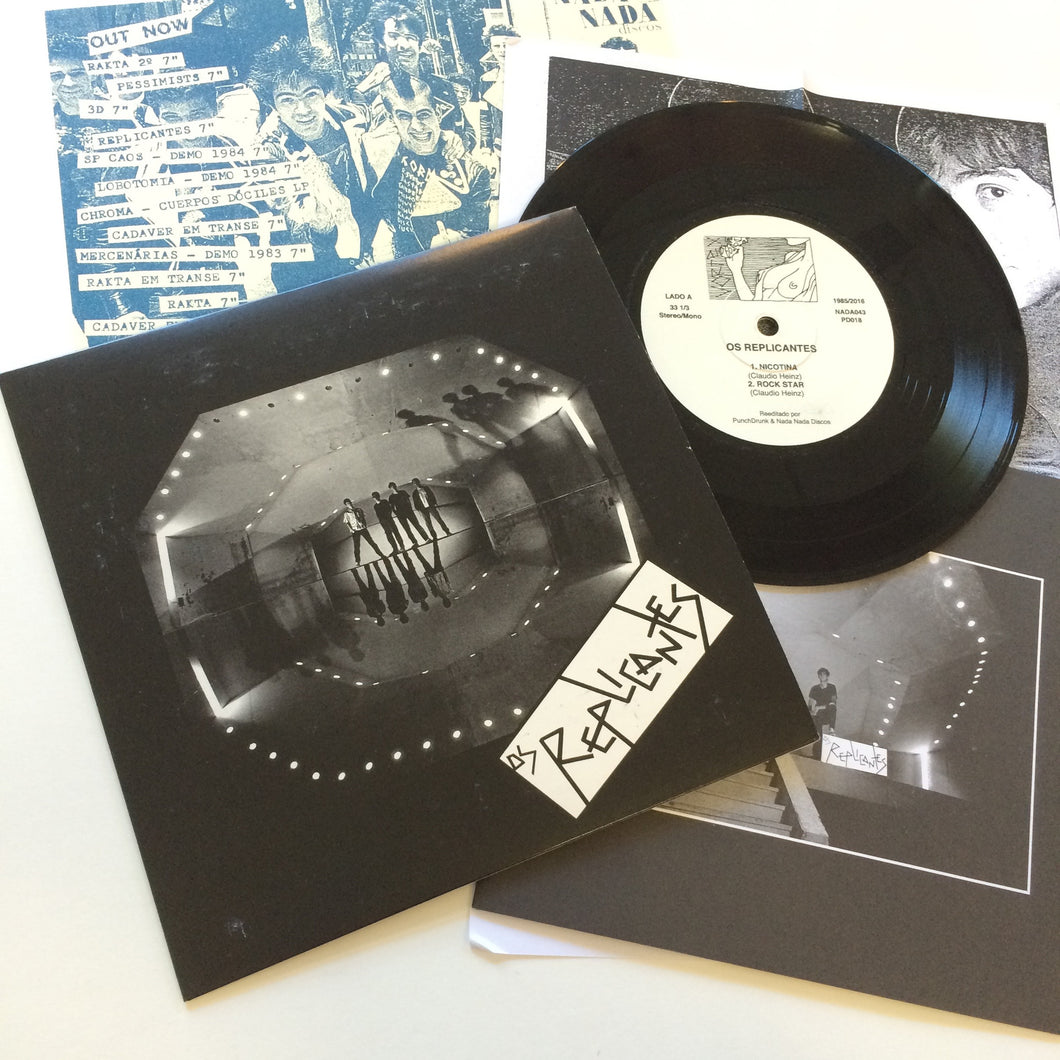 OUT NOW
RAKTA 2º 7"
PESSIMISTS 7"
3D 7"
REPLICANTES 7"
SP CAOS - DEMO 1984 7"
LOBOTOMIA - DEMO 1984 7"
CHROMA - CUERPOS DÓCILES LP
CADAVER EM TRANSE 7"
MERCENÁRIAS - DEMO 1983 7"
RAKTA EM TRANSE 7"
RAKTA 7"
CADAVER
NADA
NADA
discos
LADO A
33 1/3
Stereo/Mono
1985/2016
NADA043
PD018
OS REPLICANTES
1. NICOTINA
(Claudio Heinz)
2. ROCK STAR
(Claudio Heinz)
Reeditado por
PunchDrunk & Nada Nada Discos
OS REPLICANTES
OS
REPLICANTES